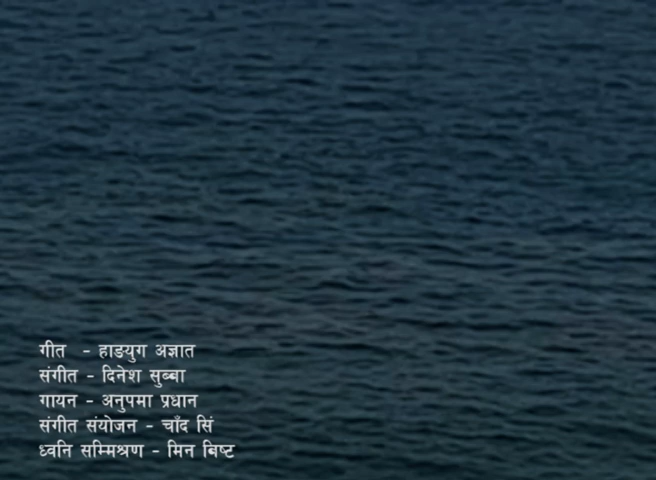 गीत - हाङयुग अज्ञात
संगीत - दिनेश सुब्बा
गायन - अनुपमा प्रधान
संगीत संयोजन - चाँद सिं
ध्वनि सम्मिश्रण - मिन बिष्ट